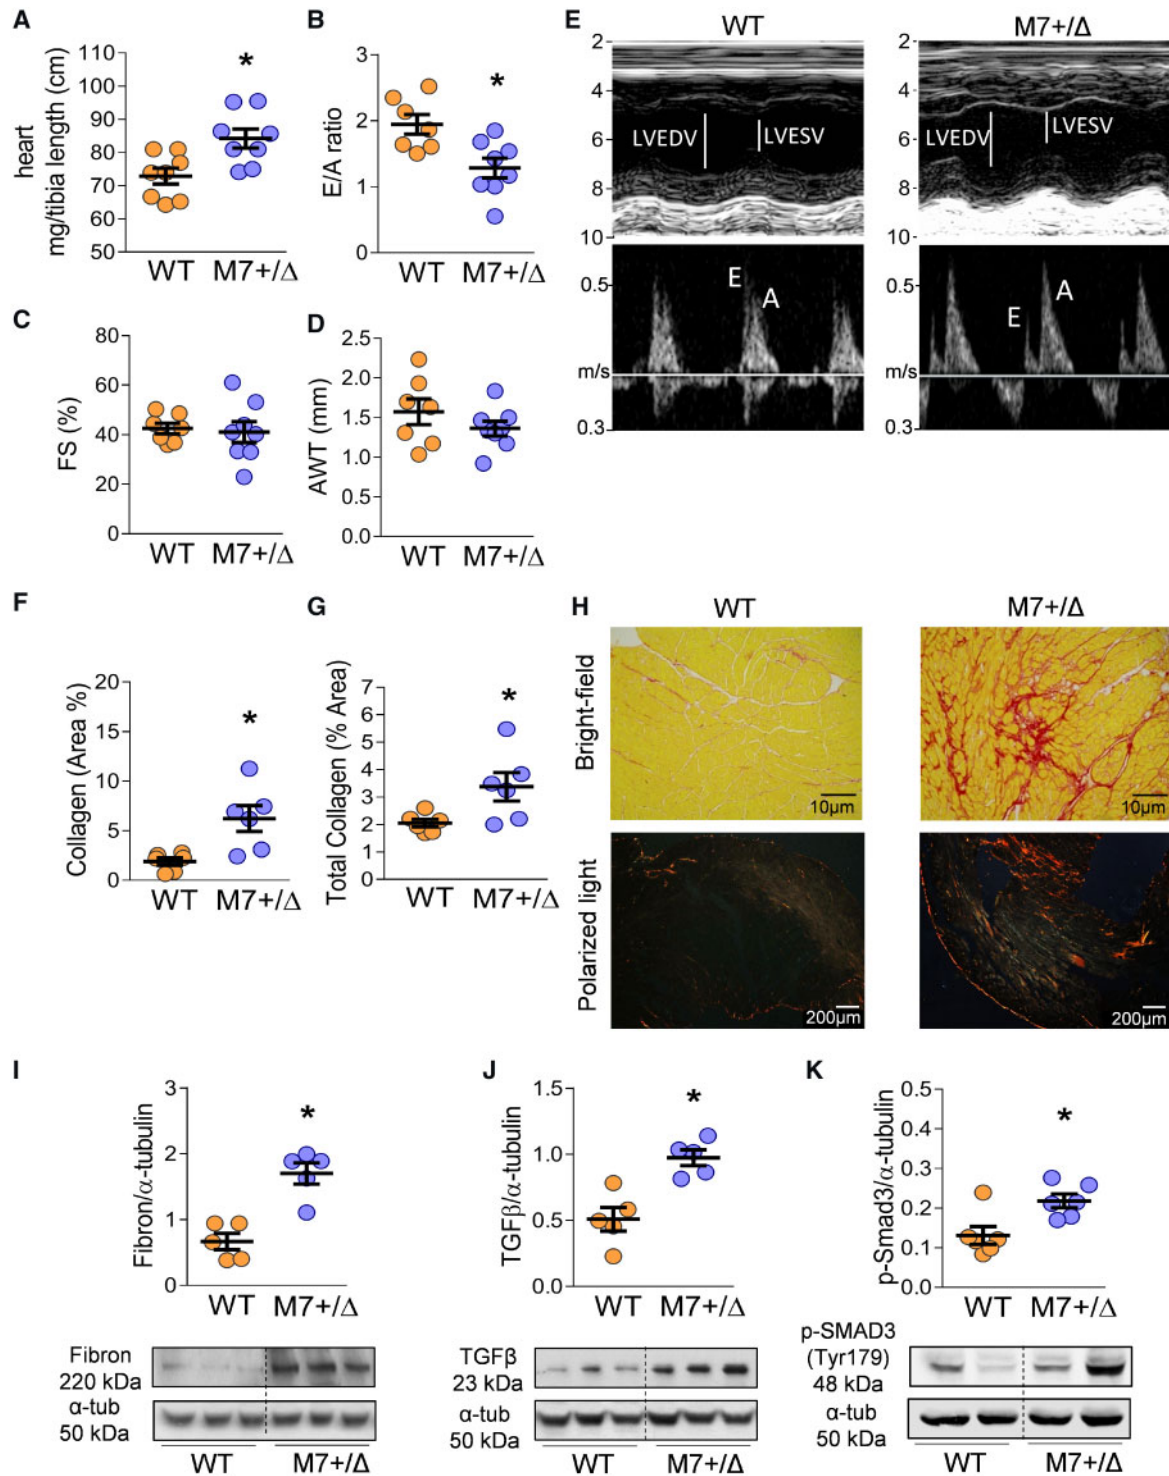 A
heart
mg/tibia length (cm)
110
100
90
80
70
60
50
*
WT M7+/Δ
B
E/A ratio
3
2
1
0
*
WT M7+/Δ
C
FS (%)
80
60
40
20
0
WT M7+/Δ
D
AWT (mm)
2.5
2.0
1.5
1.0
0.5
0.0
WT M7+/Δ
E
WT
M7+/Δ
2
4
6
8
10
LVEDV
LVESV
2
4
6
8
10
LVEDV
LVESV
0.5
m/s
0.3
E
A
0.5
m/s
0.3
E
A
F
Collagen (Area %)
20
15
10
5
0
*
WT M7+/Δ
G
Total Collagen (% Area)
7
6
5
4
3
2
1
0
*
WT M7+/Δ
H
WT
M7+/Δ
Bright-field
10μm
10μm
Polarized light
200μm
200μm
I
Fibron/α-tubulin
3
2
1
0
*
WT M7+/Δ
Fibron
220 kDa
α-tub
50 kDa
WT M7+/Δ
J
TGFβ/α-tubulin
1.5
1.0
0.5
0.0
*
WT M7+/Δ
TGFβ
23 kDa
α-tub
50 kDa
WT M7+/Δ
K
p-Smad3/α-tubulin
0.5
0.4
0.3
0.2
0.1
0.0
*
WT M7+/Δ
p-SMAD3
(Tyr179)
48 kDa
α-tub
50 kDa
WT M7+/Δ